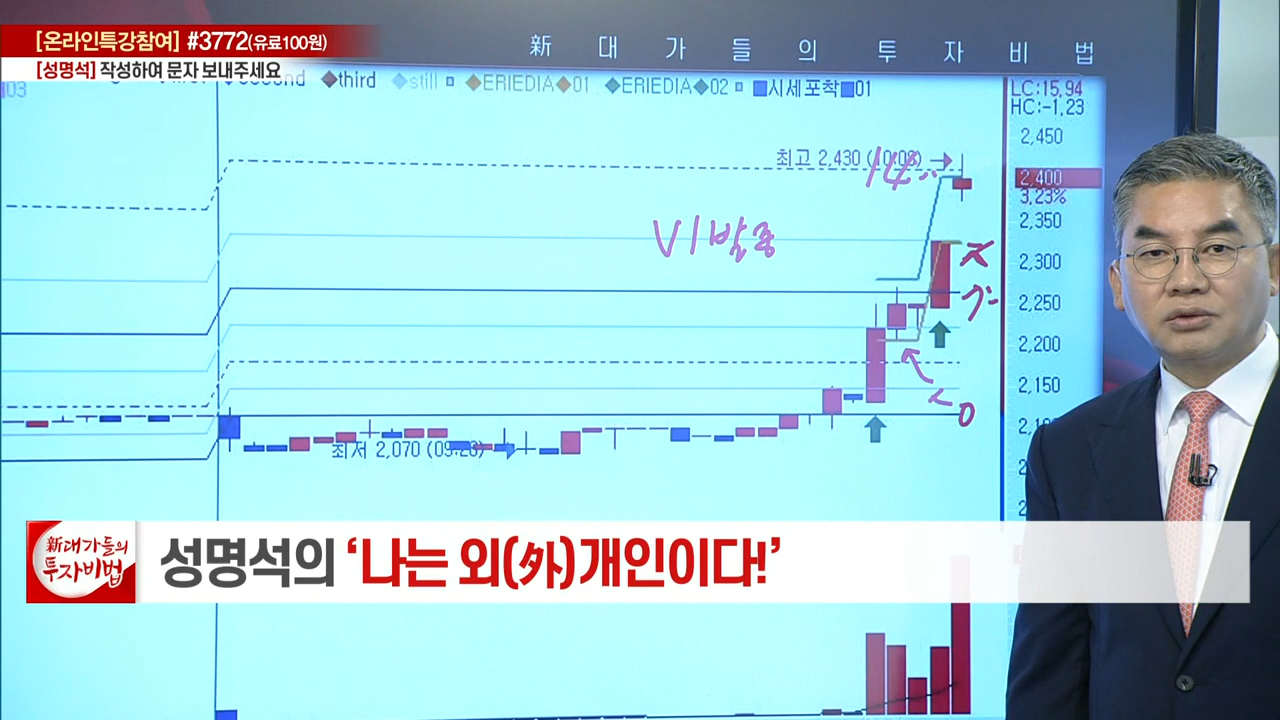 [온라인특강참여] #3772(유료100원)
[성명석] 작성하여 문자 보내주세요
新 대 가 들 의 투 자 비 법
03
third
still
ERIEDIA
01
ERIEDIA
02
시세포착
01
LC:15,94
HC:-1,23
2,450
최고 2,430 (10:03)
14
2,400
3,23%
2,350
VI발동
2,300
2,250
2,200
2,150
최저 2,070
新대가들의
투자비법
성명석의 '나는 외(外)개인이다!'